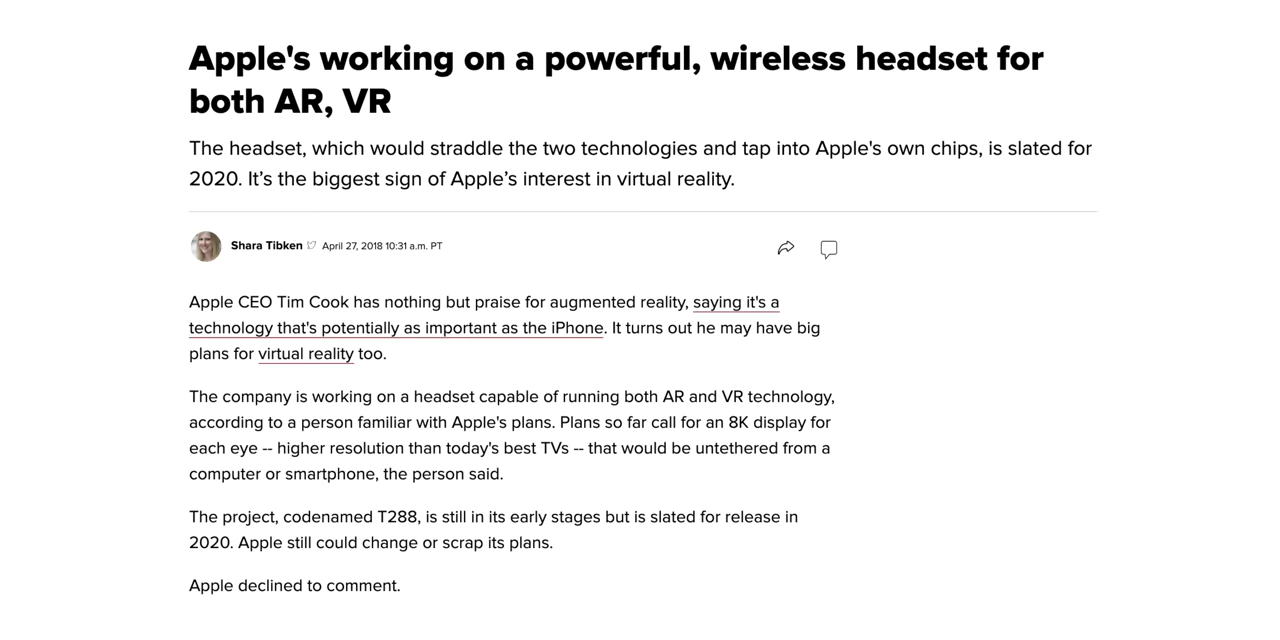 Apple's working on a powerful, wireless headset for
both AR, VR
The headset, which would straddle the two technologies and tap into Apple's own chips, is slated for
2020. It’s the biggest sign of Apple’s interest in virtual reality.
Shara Tibken April 27, 2018 10:31 a.m. PT
Apple CEO Tim Cook has nothing but praise for augmented reality, saying it's a
technology that's potentially as important as the iPhone. It turns out he may have big
plans for virtual reality too.
The company is working on a headset capable of running both AR and VR technology,
according to a person familiar with Apple's plans. Plans so far call for an 8K display for
each eye -- higher resolution than today's best TVs -- that would be untethered from a
computer or smartphone, the person said.
The project, codenamed T288, is still in its early stages but is slated for release in
2020. Apple still could change or scrap its plans.
Apple declined to comment.